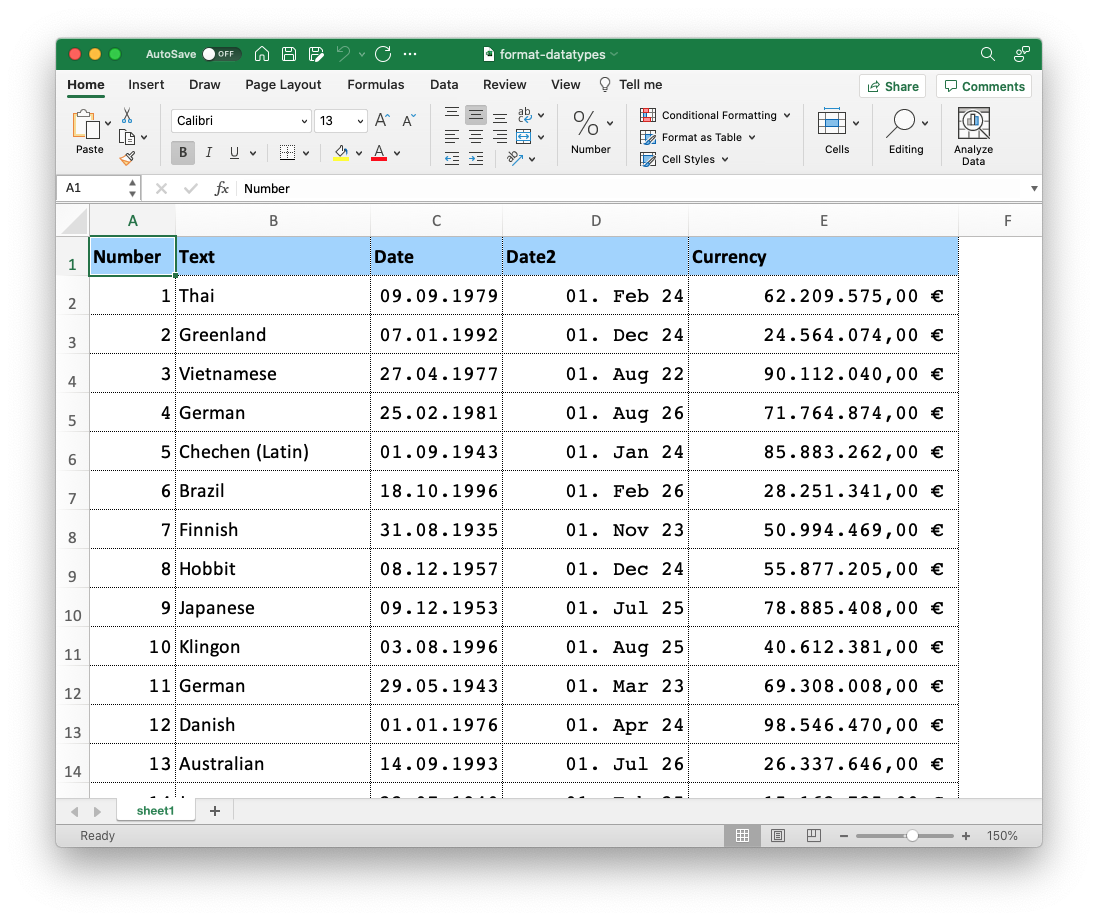 AutoSave OFF format-datatypes
Home Insert Draw Page Layout Formulas Data Review View Tell me Share Comments
Paste Calibri 13 A A ab c % Number Conditional Formatting Cells Editing Analyze Data
B I U A Format as Table
Cell Styles
A1 fx Number
A B C D E F
1 Number Text Date Date2 Currency
2 1 Thai 09.09.1979 01. Feb 24 62.209.575,00 €
3 2 Greenland 07.01.1992 01. Dec 24 24.564.074,00 €
4 3 Vietnamese 27.04.1977 01. Aug 22 90.112.040,00 €
5 4 German 25.02.1981 01. Aug 26 71.764.874,00 €
6 5 Chechen (Latin) 01.09.1943 01. Jan 24 85.883.262,00 €
7 6 Brazil 18.10.1996 01. Feb 26 28.251.341,00 €
8 7 Finnish 31.08.1935 01. Nov 23 50.994.469,00 €
9 8 Hobbit 08.12.1957 01. Dec 24 55.877.205,00 €
10 9 Japanese 09.12.1953 01. Jul 25 78.885.408,00 €
11 10 Klingon 03.08.1996 01. Aug 25 40.612.381,00 €
12 11 German 29.05.1943 01. Mar 23 69.308.008,00 €
13 12 Danish 01.01.1976 01. Apr 24 98.546.470,00 €
14 13 Australian 14.09.1993 01. Jul 26 26.337.646,00 €
sheet1
Ready 150%